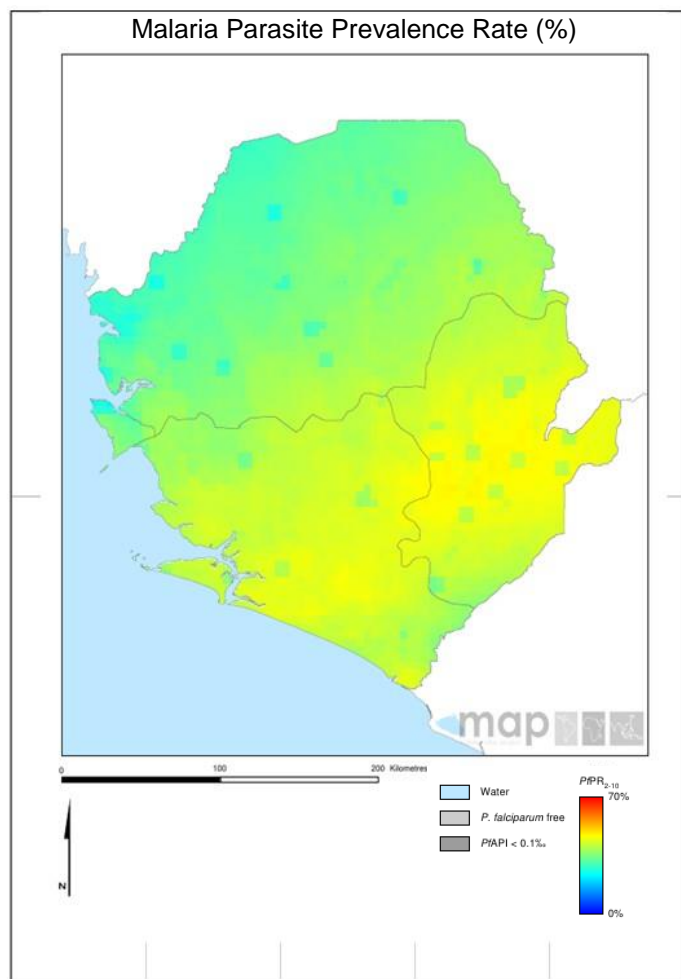 Malaria Parasite Prevalence Rate (%)
map
0 100 200 Kilometres
PfPR2-10
Water
70%
P. falciparum free
PfAPI < 0.1‰
N
0%